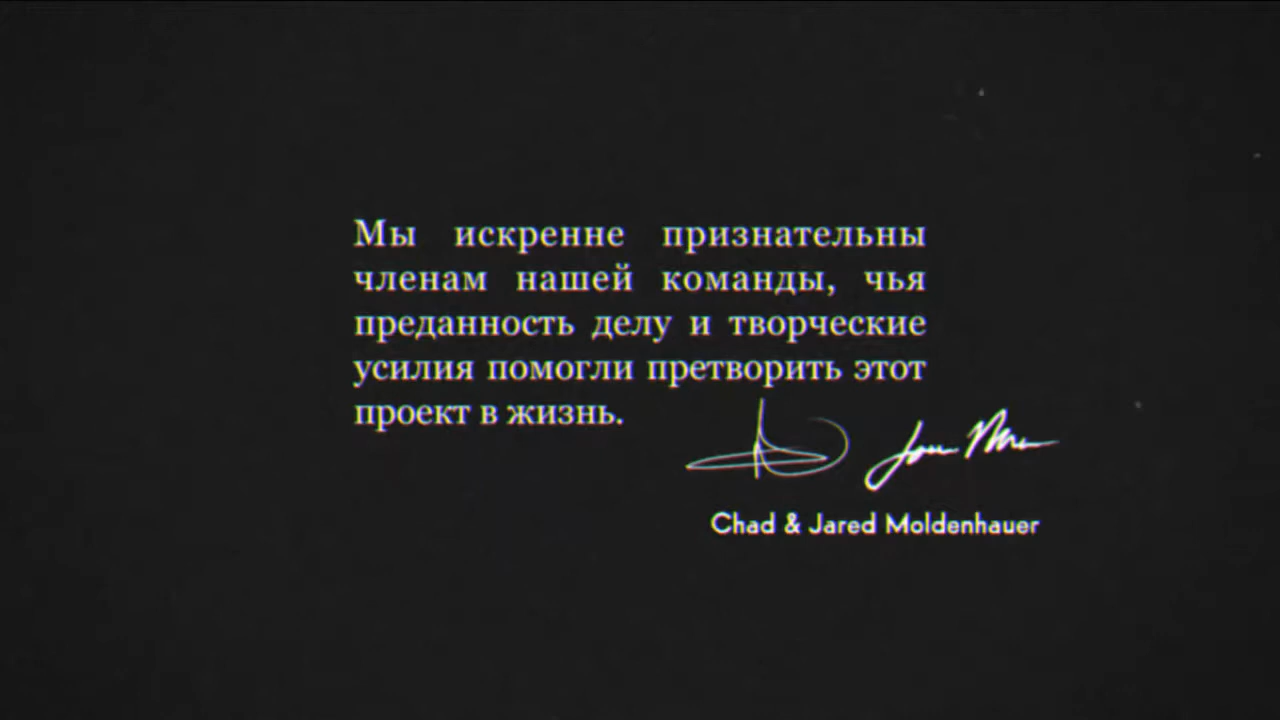 Мы искренне признательны
членам нашей команды, чья
преданность делу и творческие
усилия помогли претворить этот
проект в жизнь.
Chad & Jared Moldenhauer